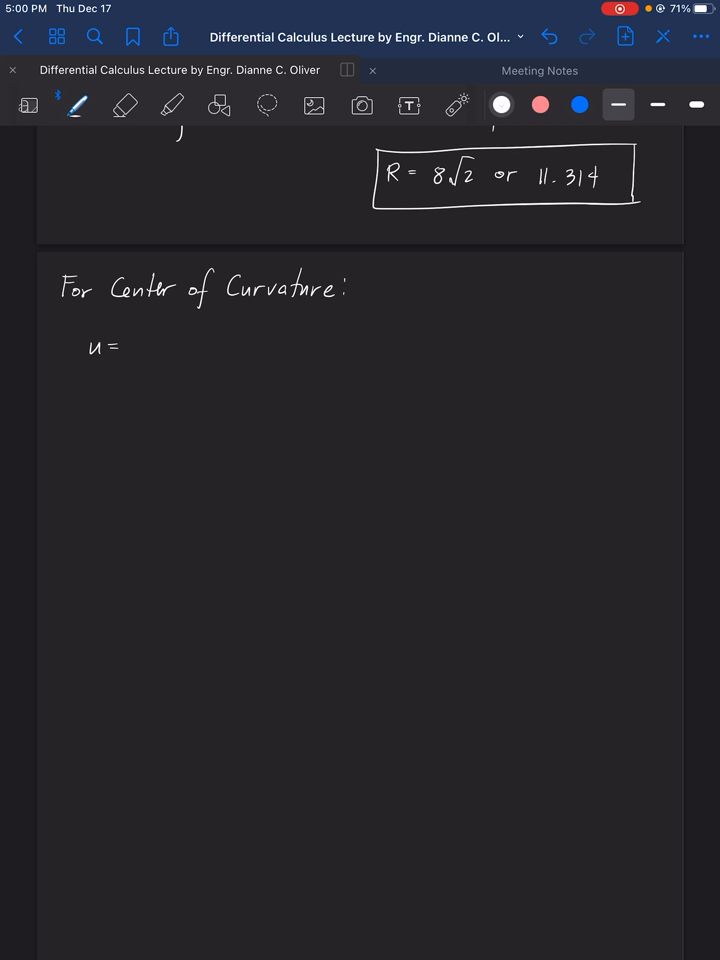 5:00 PM Thu Dec 17
71%
Differential Calculus Lecture by Engr. Dianne C. Ol...
Differential Calculus Lecture by Engr. Dianne C. Oliver
Meeting Notes
R = 8√2 or 11.314
For Center of Curvature:
u =